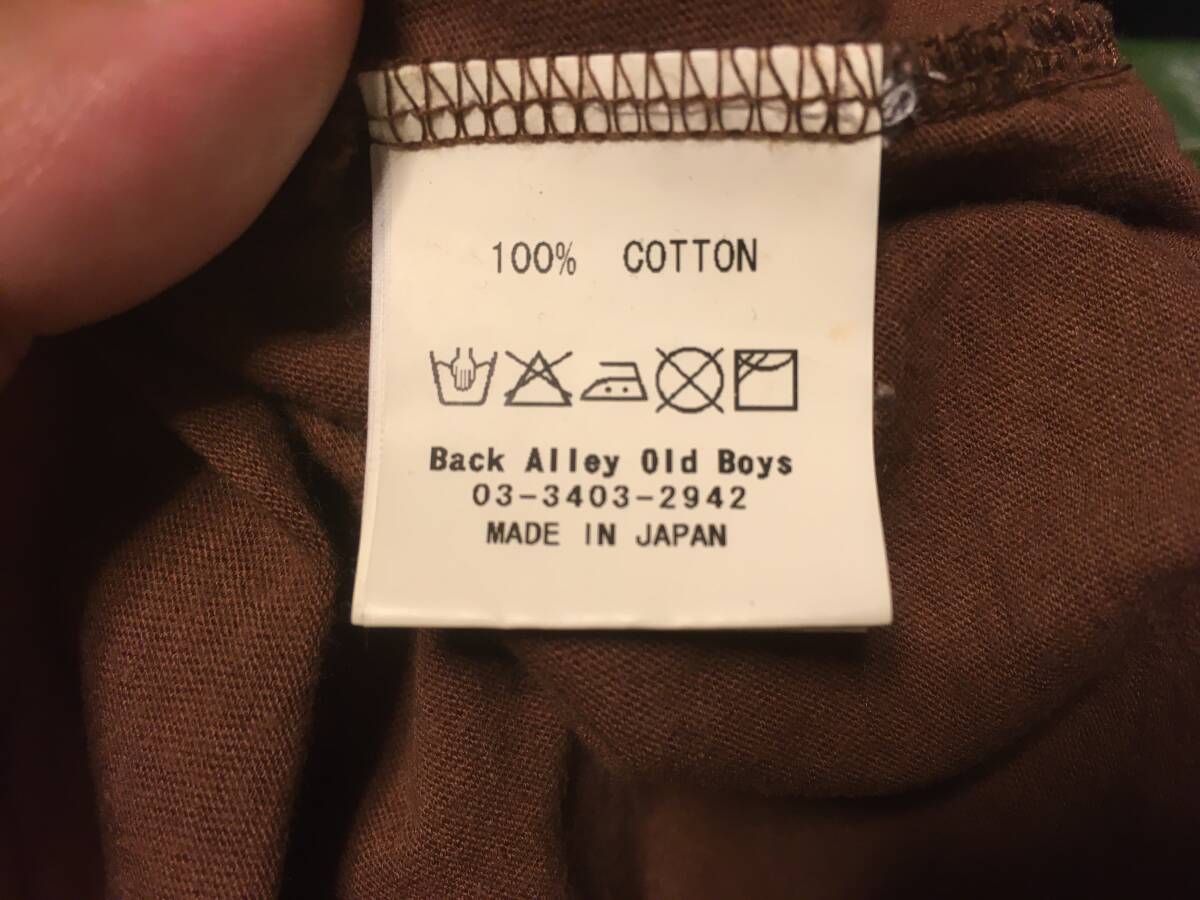 100% COTTON
Back Alley Old Boys
03-3403-2942
MADE IN JAPAN